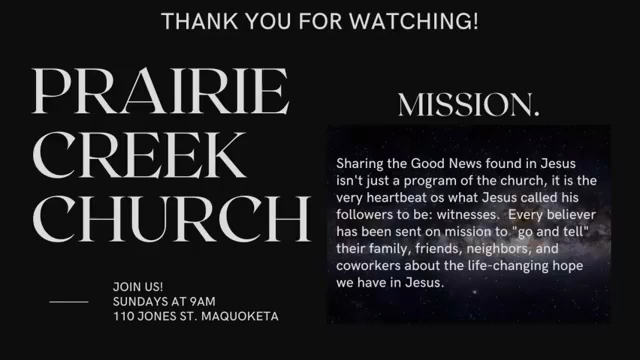 THANK YOU FOR WATCHING!
PRAIRIE
CREEK
CHURCH
JOIN US!
SUNDAYS AT 9AM
110 JONES ST. MAQUOKETA
MISSION.
Sharing the Good News found in Jesus
isn't just a program of the church, it is the
very heartbeat os what Jesus called his
followers to be: witnesses.  Every believer
has been sent on mission to "go and tell"
their family, friends, neighbors, and
coworkers about the life-changing hope
we have in Jesus.